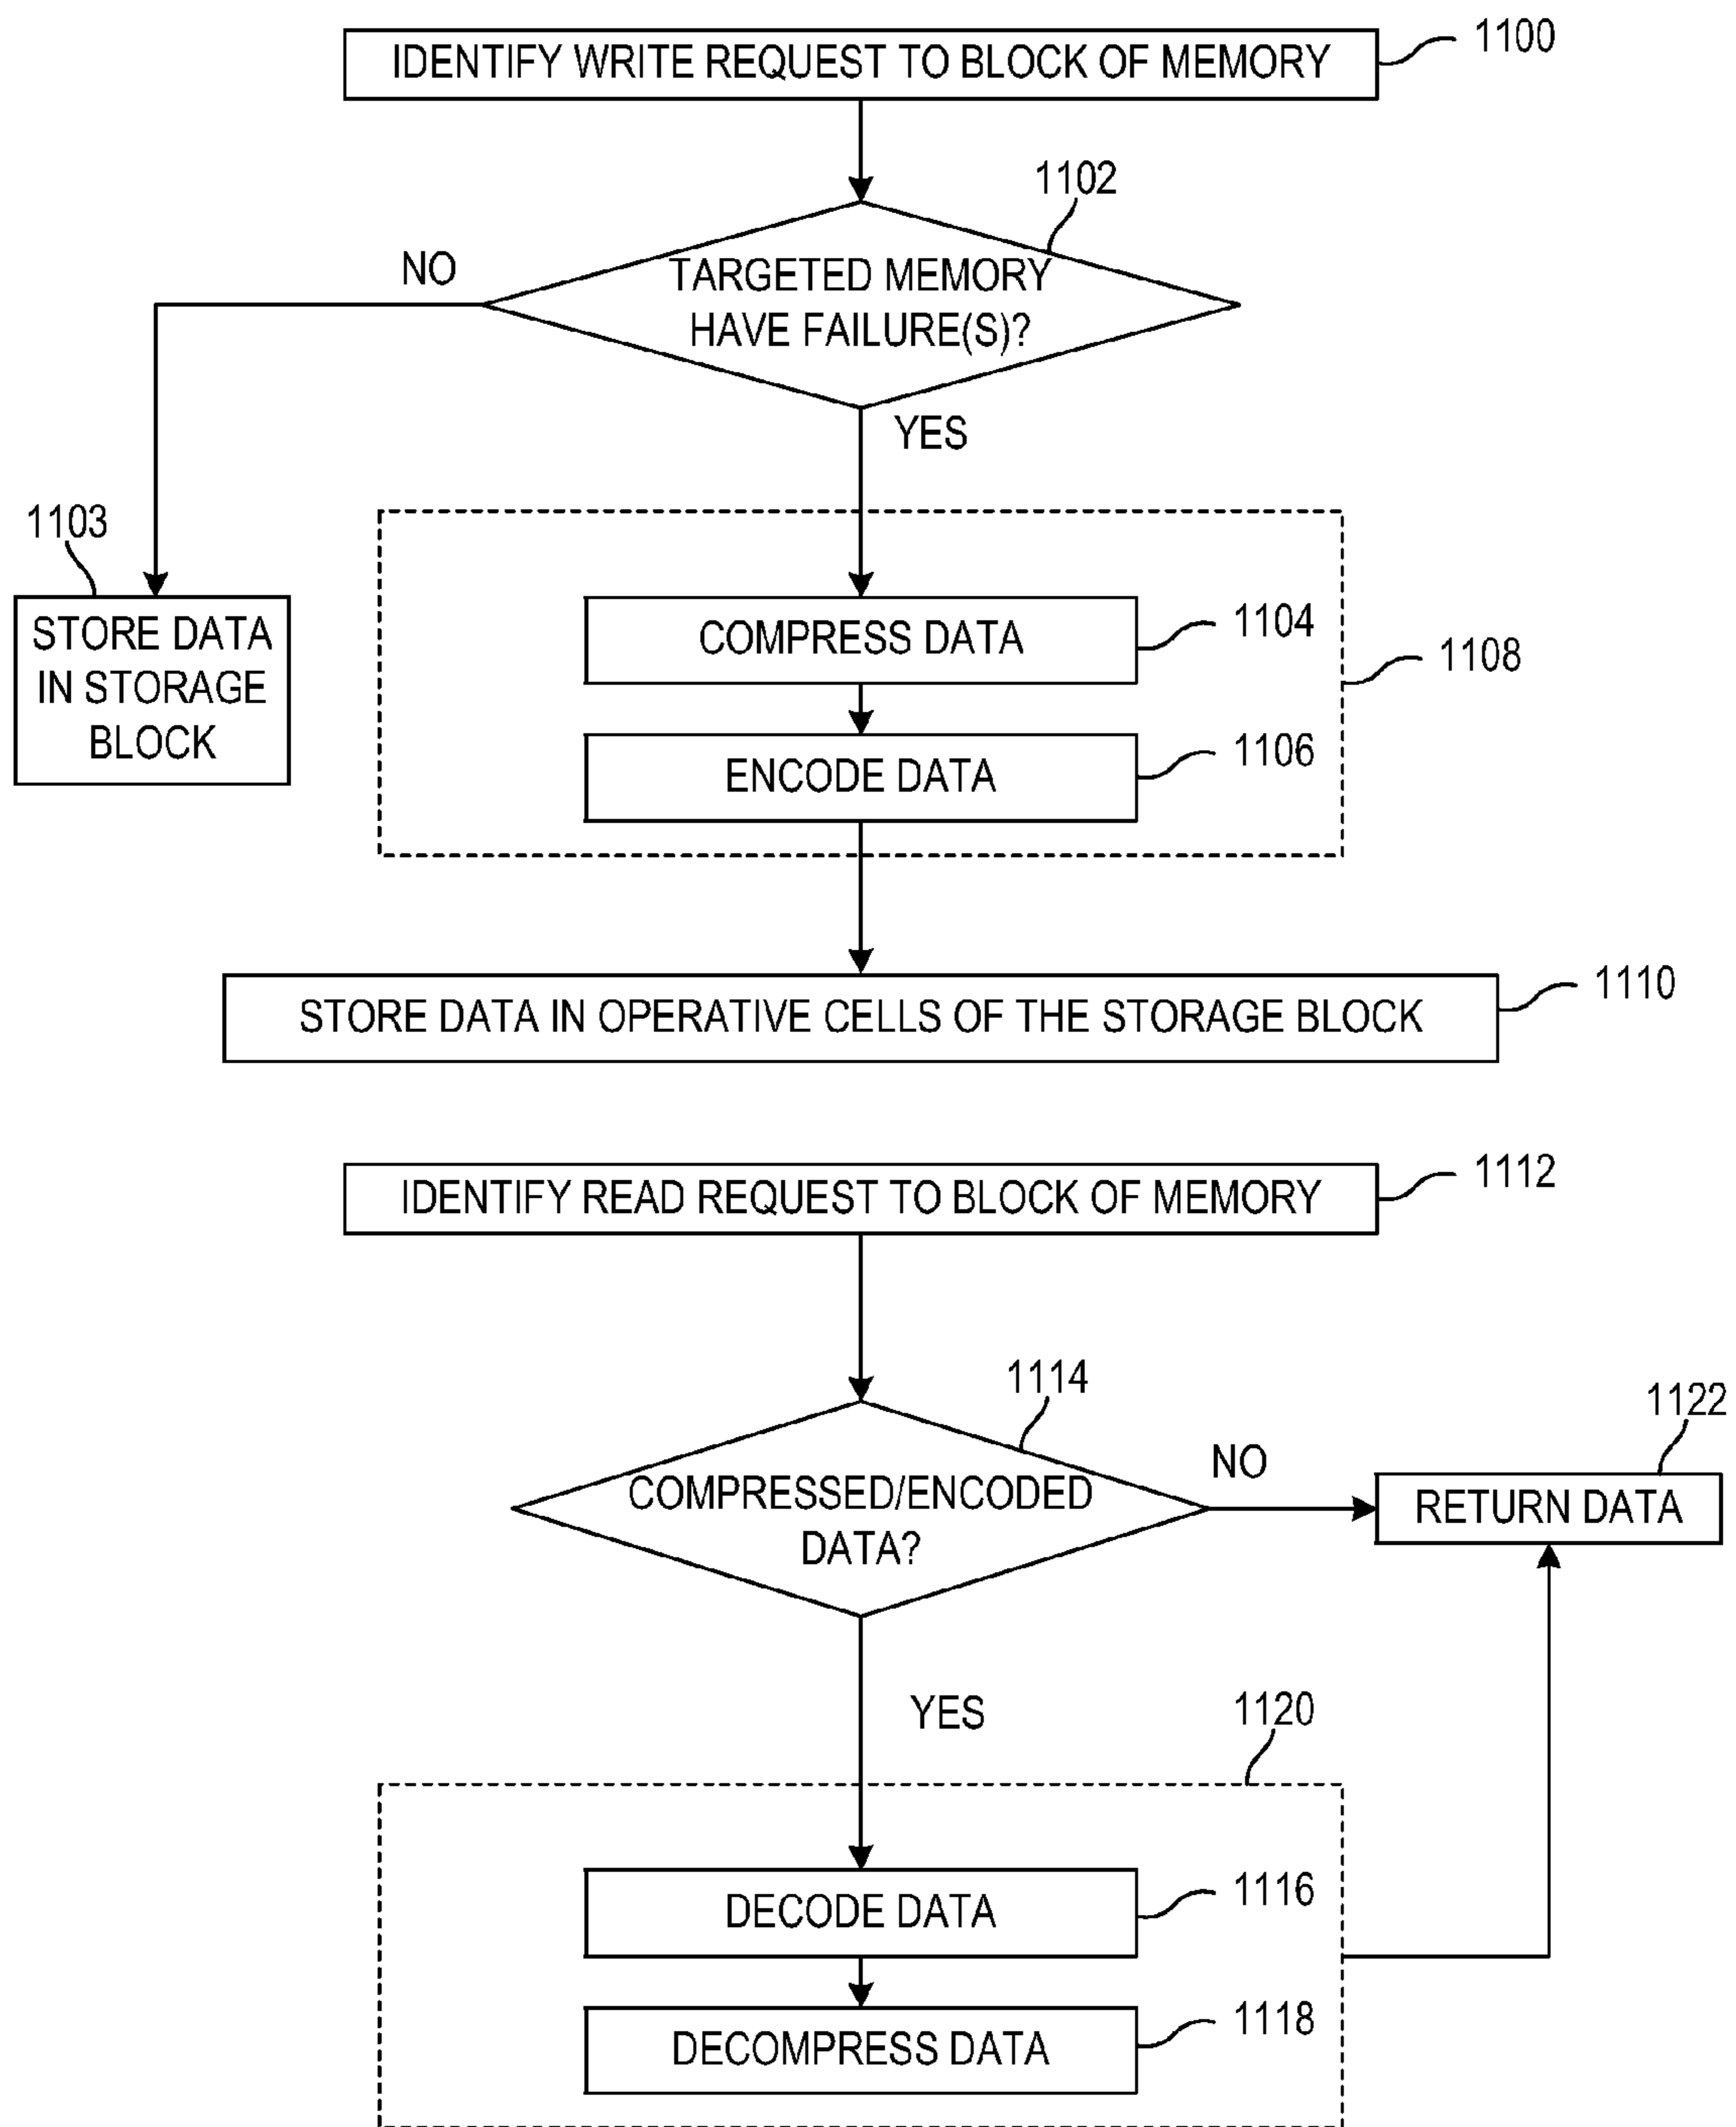 IDENTIFY WRITE REQUEST TO BLOCK OF MEMORY
1100
1102
NO
TARGETED MEMORY
HAVE FAILURE(S)?
YES
1103
STORE DATA
IN STORAGE
BLOCK
COMPRESS DATA
1104
1108
ENCODE DATA
1106
STORE DATA IN OPERATIVE CELLS OF THE STORAGE BLOCK
1110
IDENTIFY READ REQUEST TO BLOCK OF MEMORY
1112
1114
COMPRESSED/ENCODED
DATA?
NO
1122
RETURN DATA
YES
1120
DECODE DATA
1116
DECOMPRESS DATA
1118